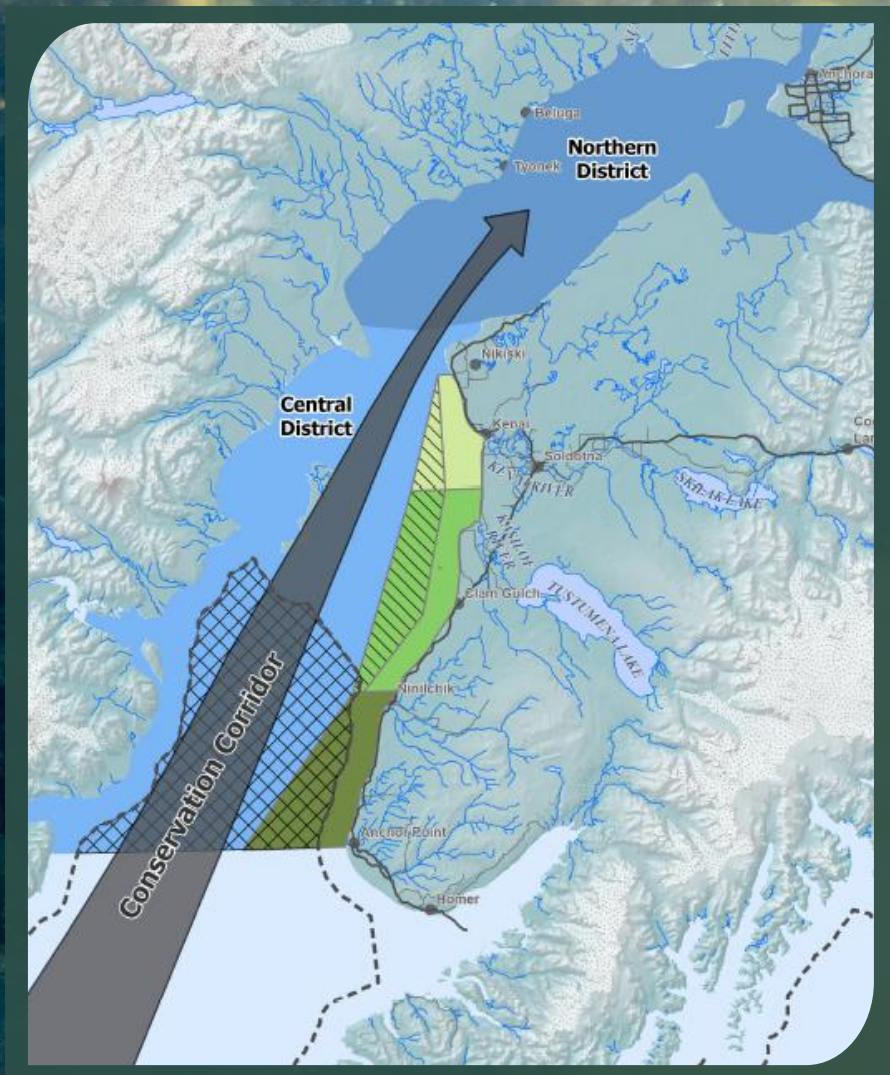 Anchora
Beluga
Northern
District
Tyonek
Nikiski
Central
District
Kenai
Soldotna
RIVER
SKILAK LAKE
KASILOF
RIVER
Clam Gulch
TUSTUMENA LAKE
Ninilchik
Conservation Corridor
Anchor Point
Homer